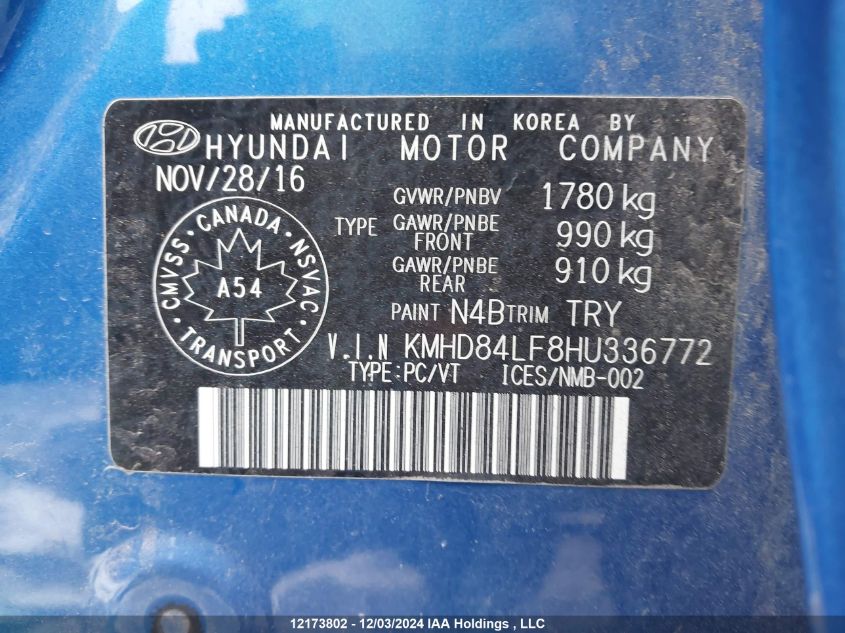 MANUFACTURED IN KOREA BY
HYUNDAI MOTOR COMPANY
NOV/28/16
GVWR/PNBV 1780 kg
TYPE GAWR/PNBE FRONT 990 kg
GAWR/PNBE REAR 910 kg
CANADA
CMVSS NSVAC
A54
TRANSPORT
PAINT N4B TRIM TRY
V.I.N KMHD84LF8HU336772
TYPE:PC/VT ICES/NMB-002
12173802 - 12/03/2024 IAA Holdings , LLC